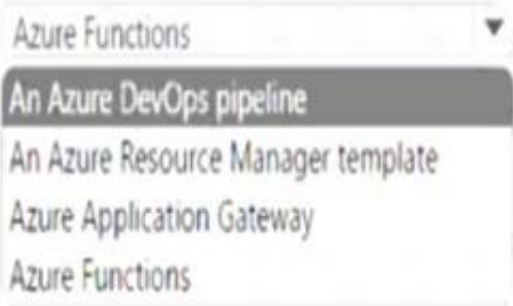 Azure Functions
An Azure DevOps pipeline
An Azure Resource Manager template
Azure Application Gateway
Azure Functions